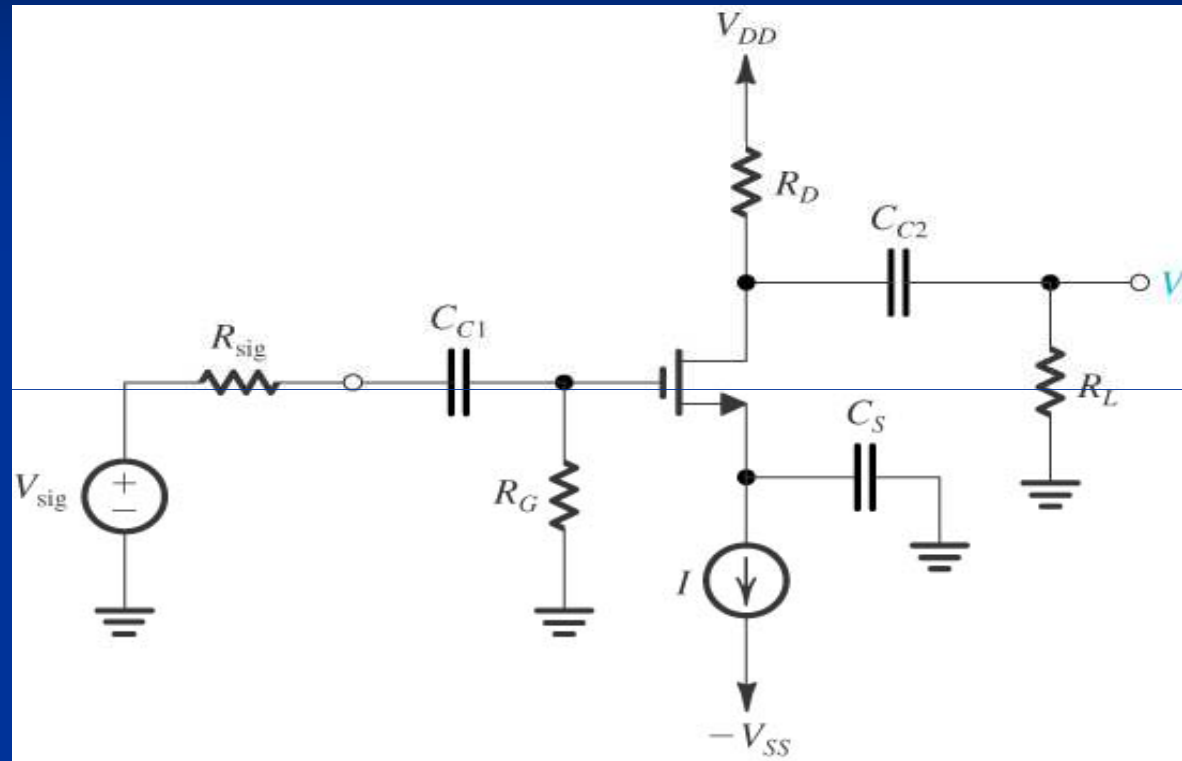 V_DD
R_D
C_C2
V
C_C1
R_sig
R_L
C_S
V_sig
+
−
R_G
I
−V_SS